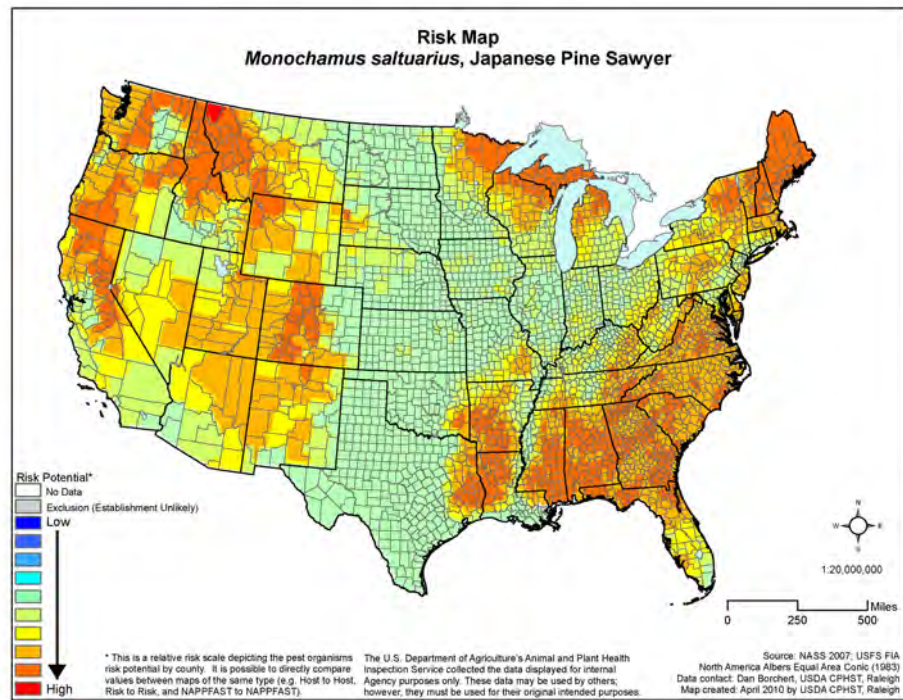 Risk Map
Monochamus saltuarius, Japanese Pine Sawyer
Risk Potential*
No Data
Exclusion (Establishment Unlikely)
Low
High
* This is a relative risk scale depicting the pest organisms
risk potential by county. It is possible to directly compare
values between maps of the same type (e.g. Host to Host,
Risk to Risk, and NAPPFAST to NAPPFAST).
The U.S. Department of Agriculture's Animal and Plant Health
Inspection Service collected the data displayed for internal
Agency purposes only. These data may be used by others;
however, they must be used for their original intended purposes.
N
W E
S
1:20,000,000
Miles
0 250 500
Source: NASS 2007; USFS FIA
North America Albers Equal Area Conic (1983)
Data contact: Dan Borchert, USDA CPHST, Raleigh
Map created: April 2010 by USDA CPHST, Raleigh